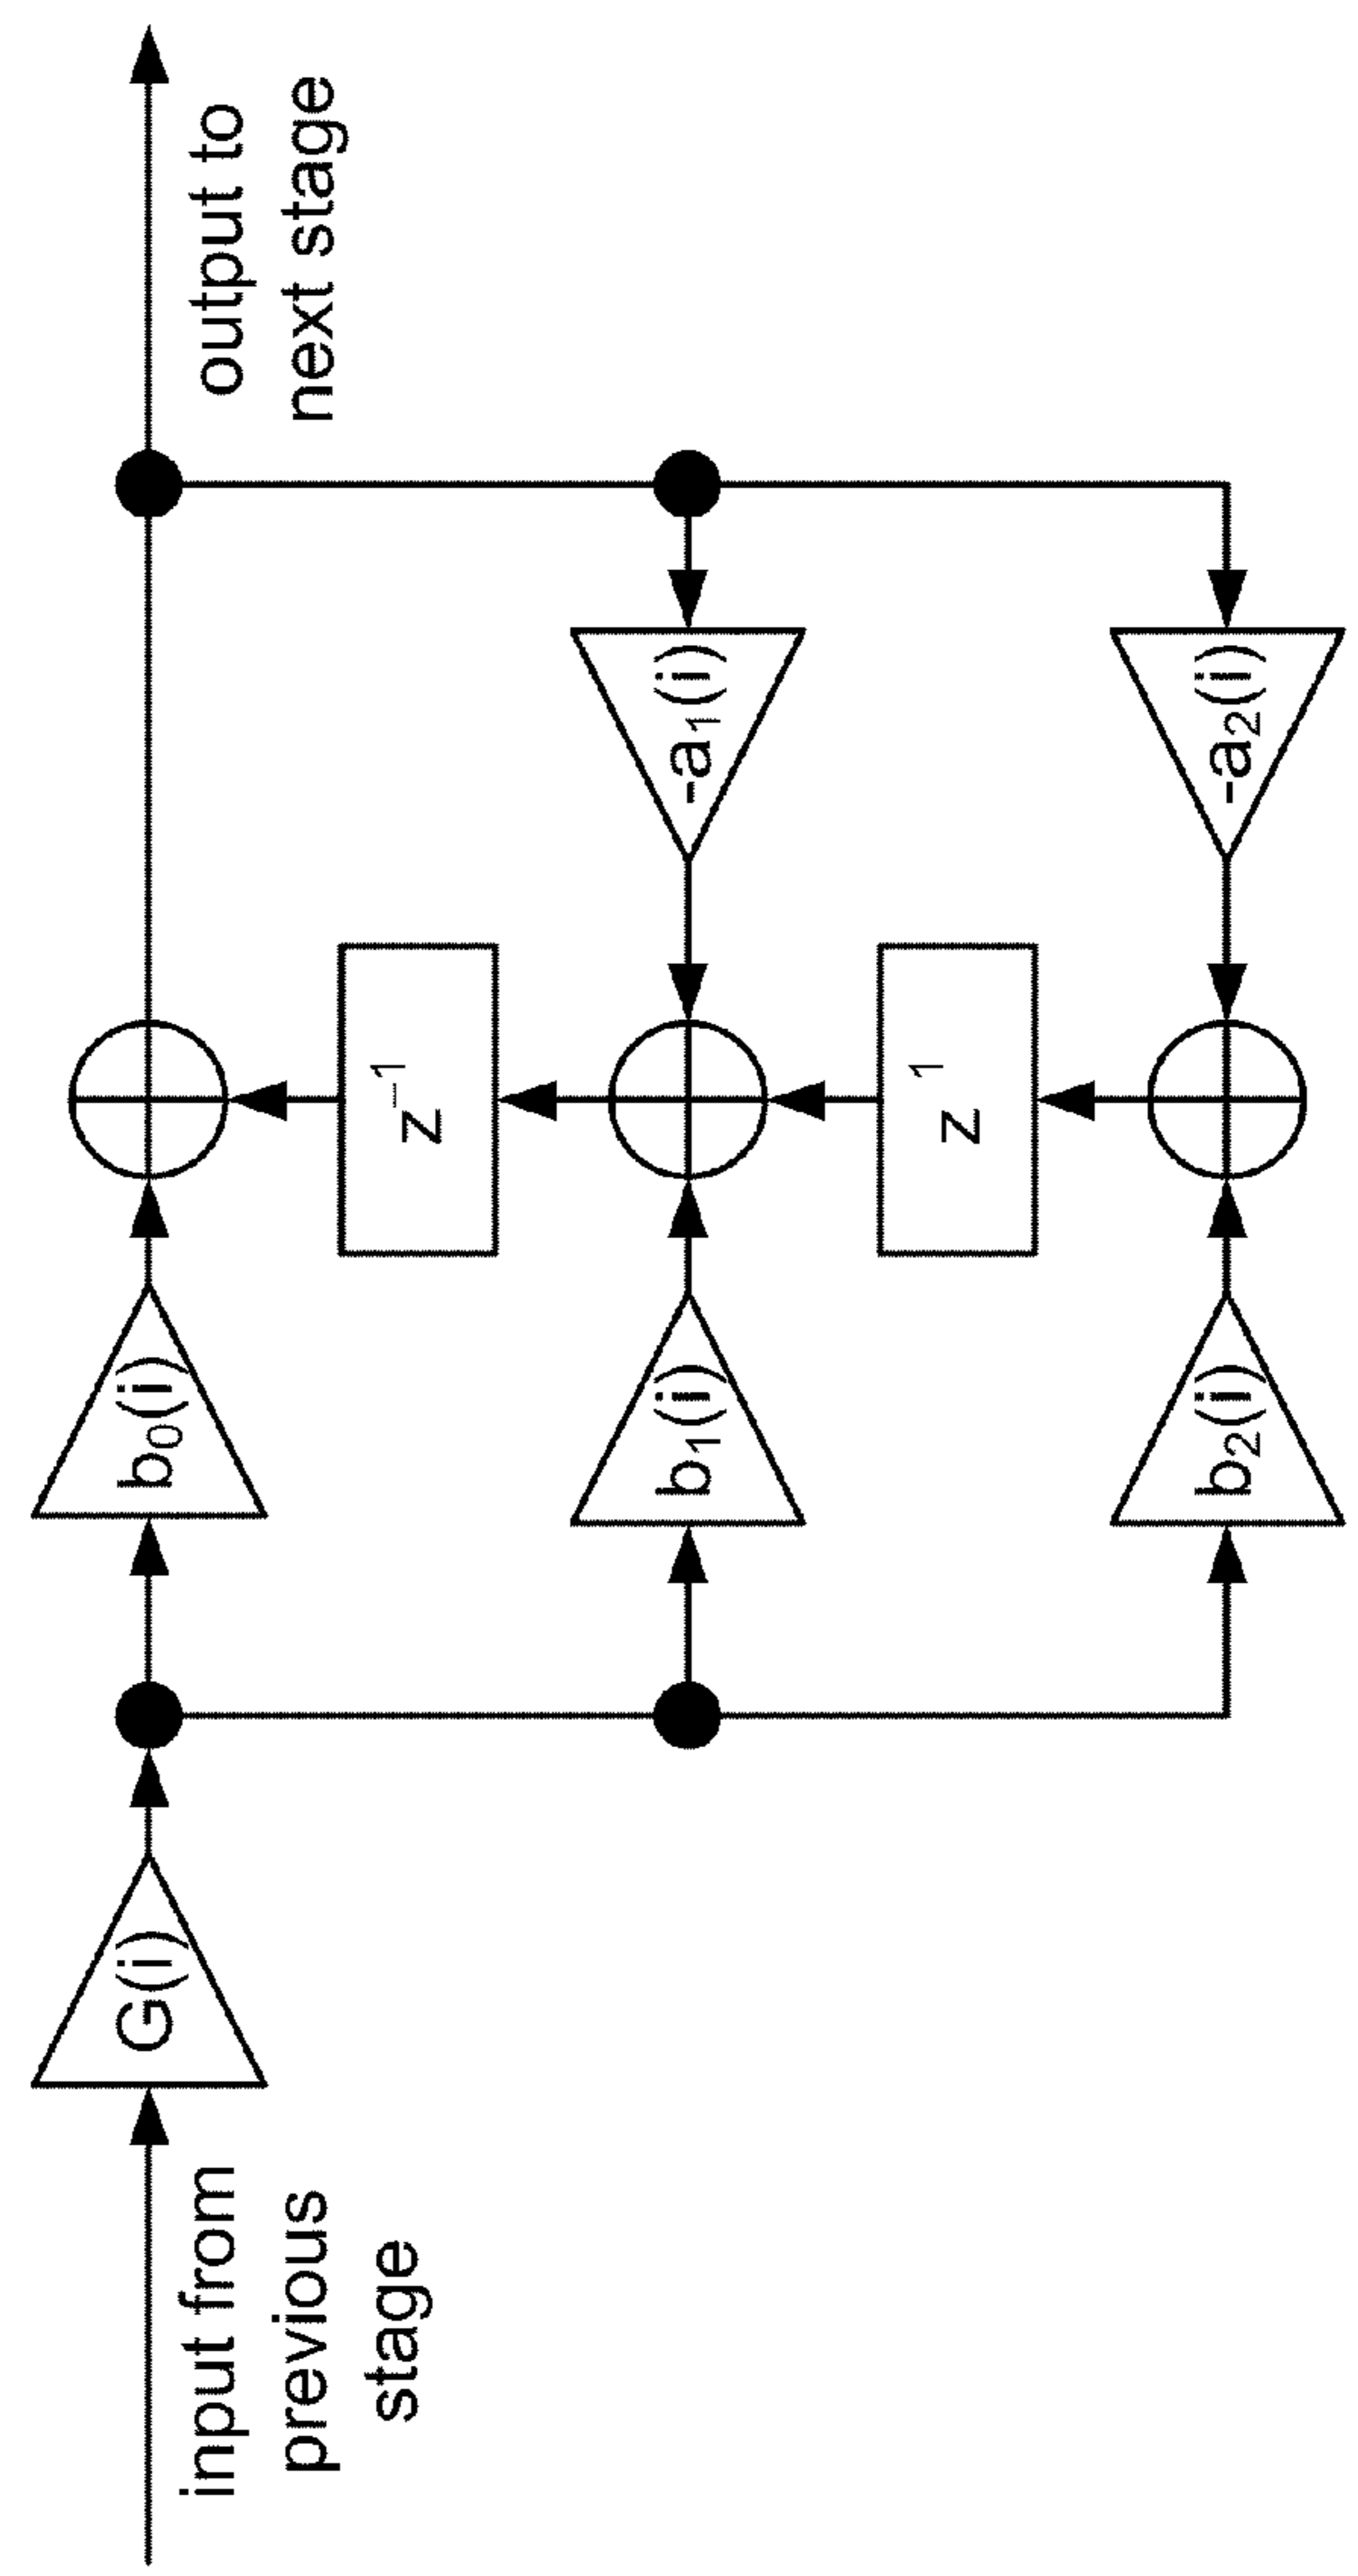 input from
previous
stage
G(i)
b₀(i)
b₁(i)
b₂(i)
z⁻¹
z ¹
-a₁(i)
-a₂(i)
output to
next stage